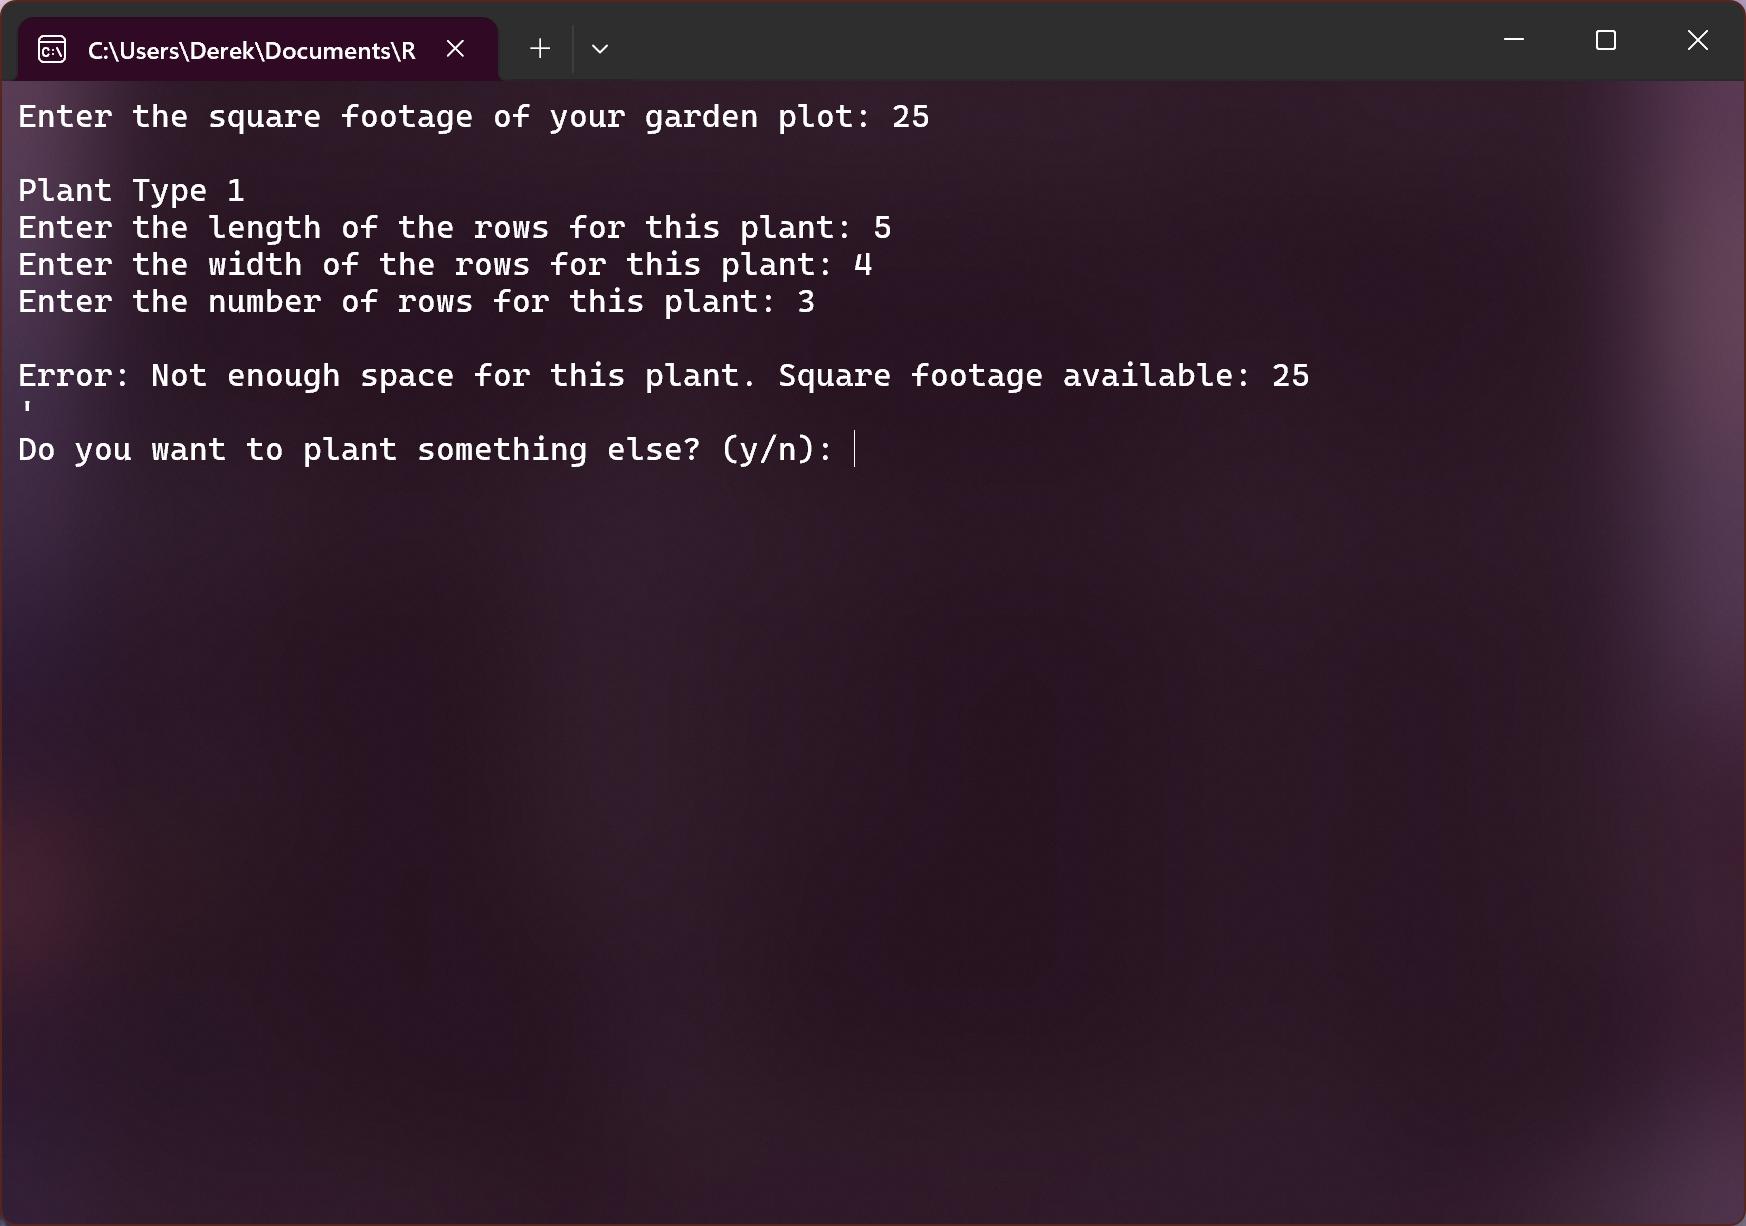 C:\Users\Derek\Documents\R
Enter the square footage of your garden plot: 25
Plant Type 1
Enter the length of the rows for this plant: 5
Enter the width of the rows for this plant: 4
Enter the number of rows for this plant: 3
Error: Not enough space for this plant. Square footage available: 25
'
Do you want to plant something else? (y/n):